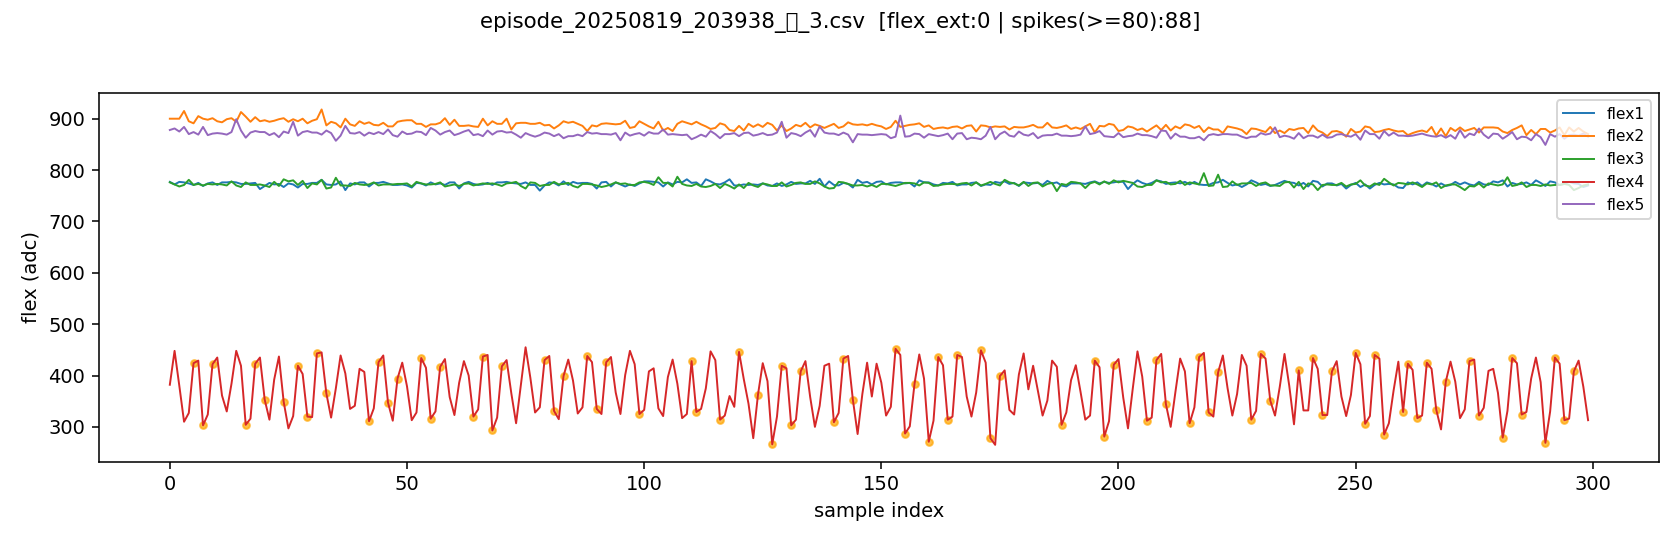 episode_20250819_203938_▯_3.csv  [flex_ext:0 | spikes(>=80):88]
flex (adc)
900
800
700
600
500
400
300
flex1
flex2
flex3
flex4
flex5
0
50
100
150
200
250
300
sample index